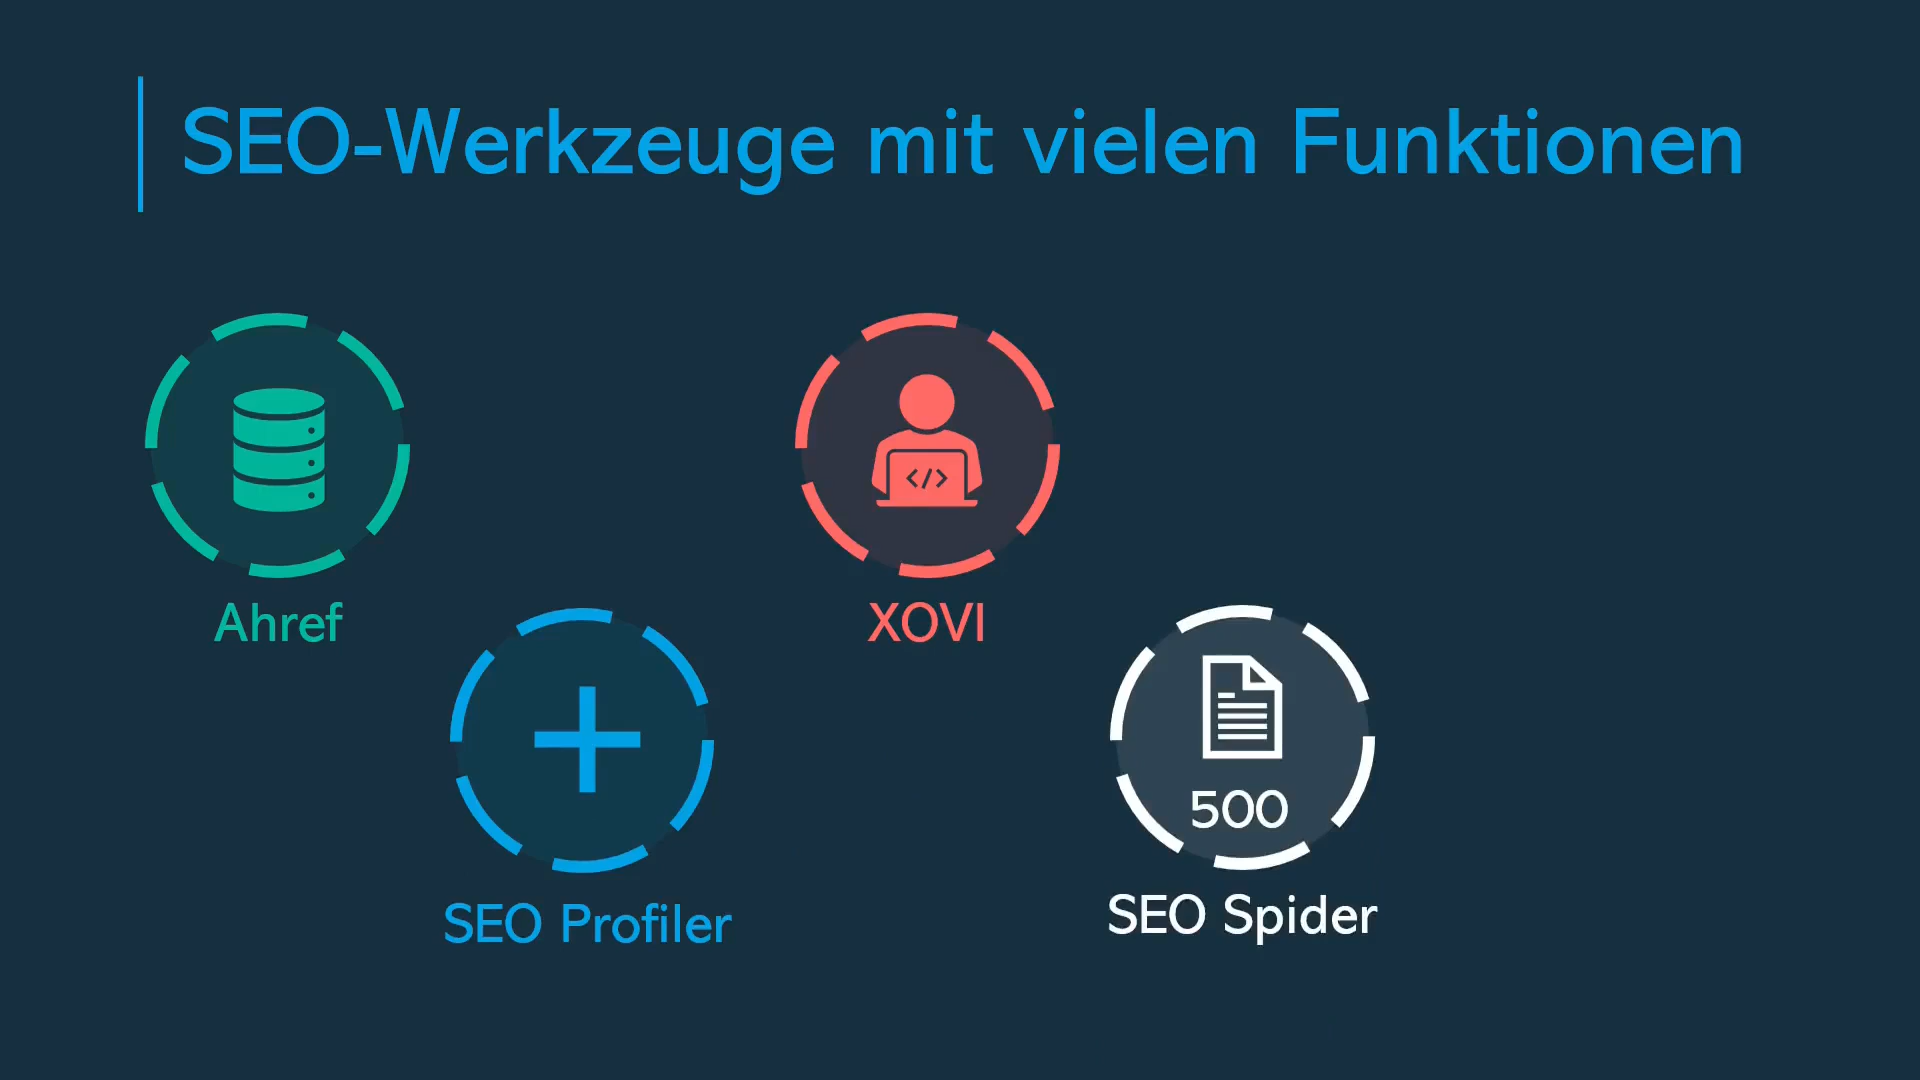 SEO-Werkzeuge mit vielen Funktionen
Ahref
XOVI
</>
SEO Profiler
500
SEO Spider